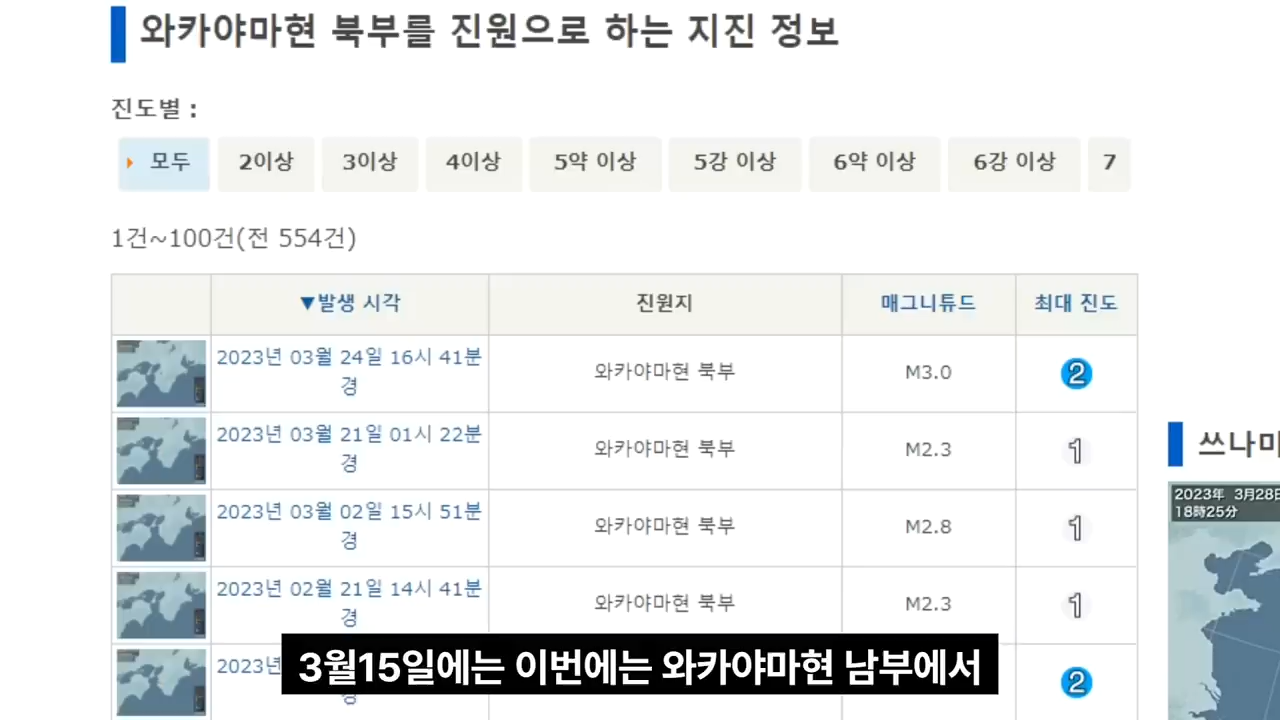 와카야마현 북부를 진원으로 하는 지진 정보
진도별 :
모두 2이상 3이상 4이상 5약 이상 5강 이상 6약 이상 6강 이상 7
1건~100건(전 554건)
▼발생 시각 진원지 매그니튜드 최대 진도
2023년 03월 24일 16시 41분
경
와카야마현 북부 M3.0 2
2023년 03월 21일 01시 22분
경
와카야마현 북부 M2.3 1
2023년 03월 02일 15시 51분
경
와카야마현 북부 M2.8 1
2023년 02월 21일 14시 41분
경
와카야마현 북부 M2.3 1
2023년
경
2
쓰나미
2023年 3月28日
18時25分
3월15일에는 이번에는 와카야마현 남부에서